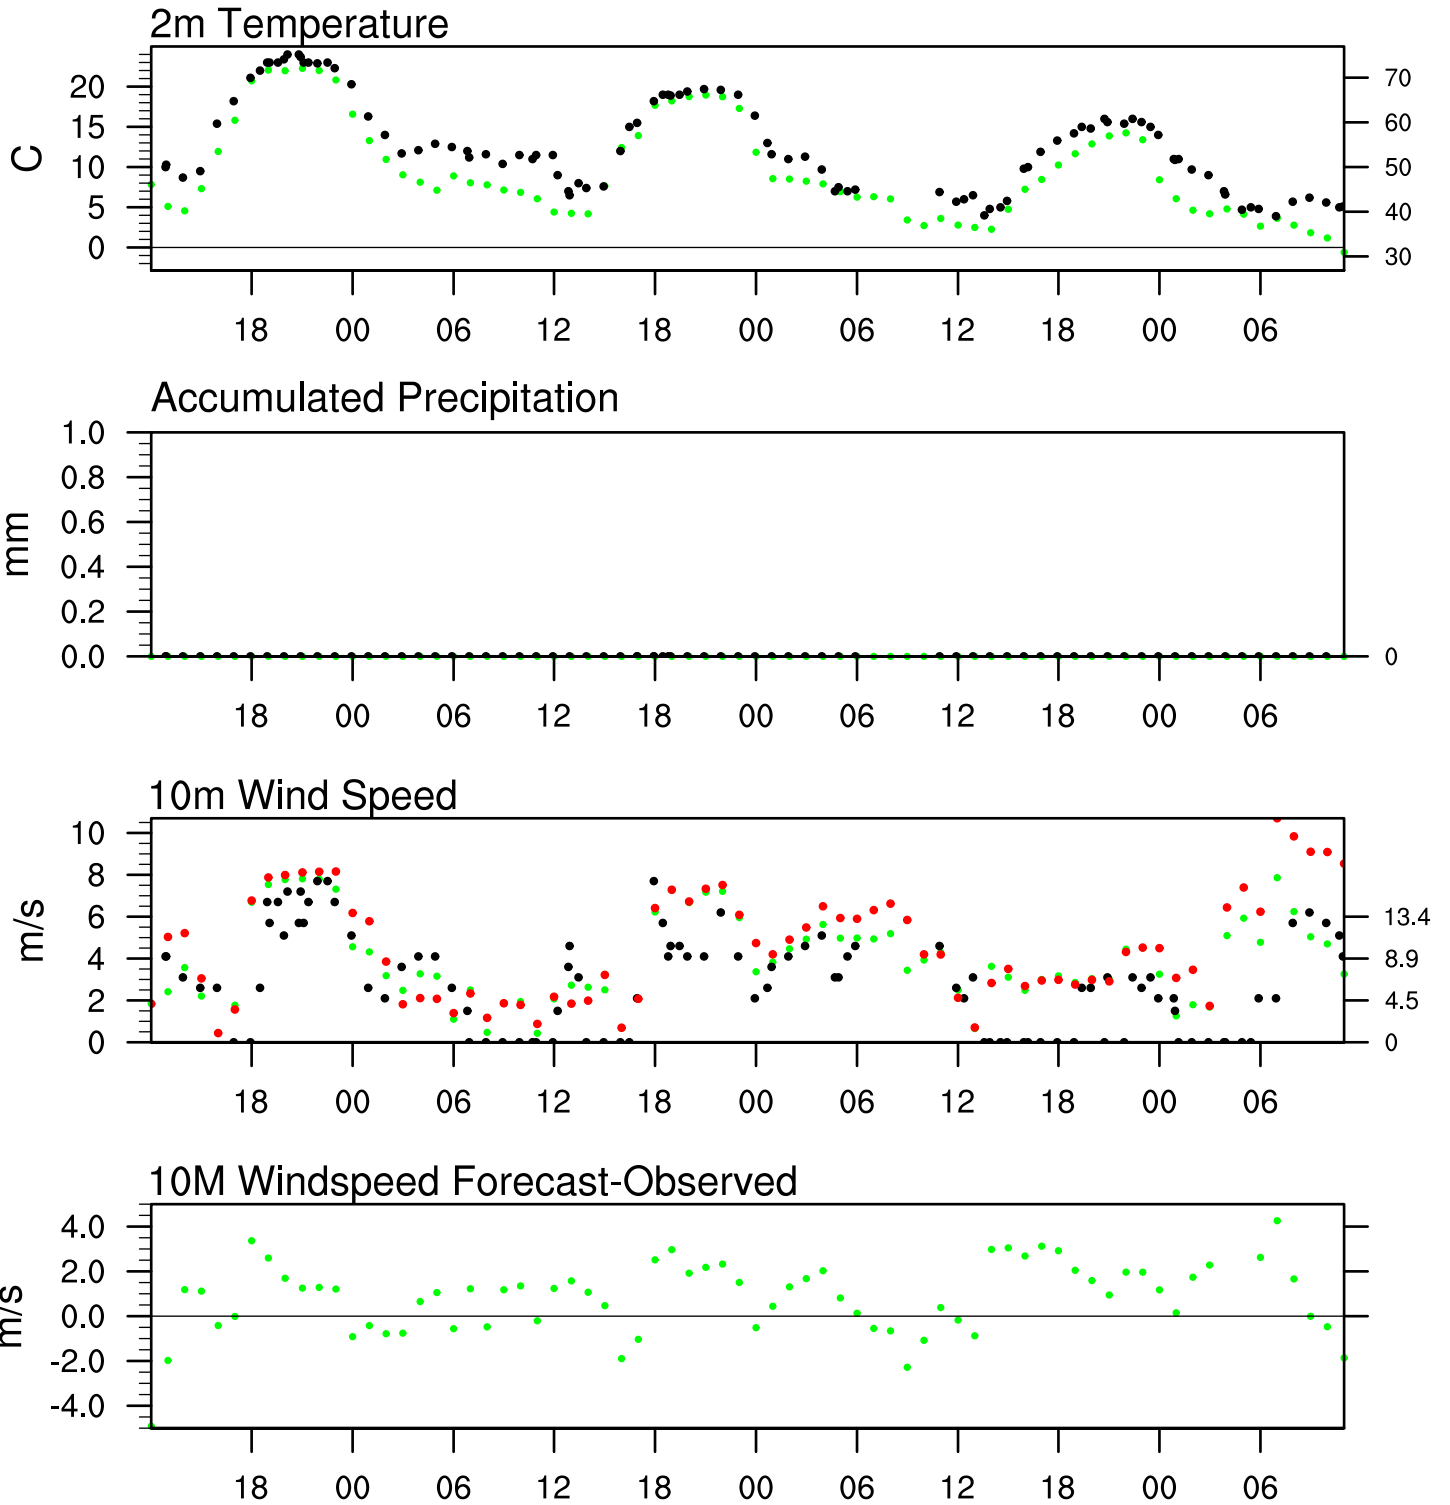 2m Temperature
20
15
10
5
0
C
70
60
50
40
30
18 00 06 12 18 00 06 12 18 00 06
Accumulated Precipitation
1.0
0.8
0.6
0.4
0.2
0.0
mm
0
18 00 06 12 18 00 06 12 18 00 06
10m Wind Speed
10
8
6
4
2
0
m/s
13.4
8.9
4.5
0
18 00 06 12 18 00 06 12 18 00 06
10M Windspeed Forecast-Observed
4.0
2.0
0.0
-2.0
-4.0
m/s
18 00 06 12 18 00 06 12 18 00 06